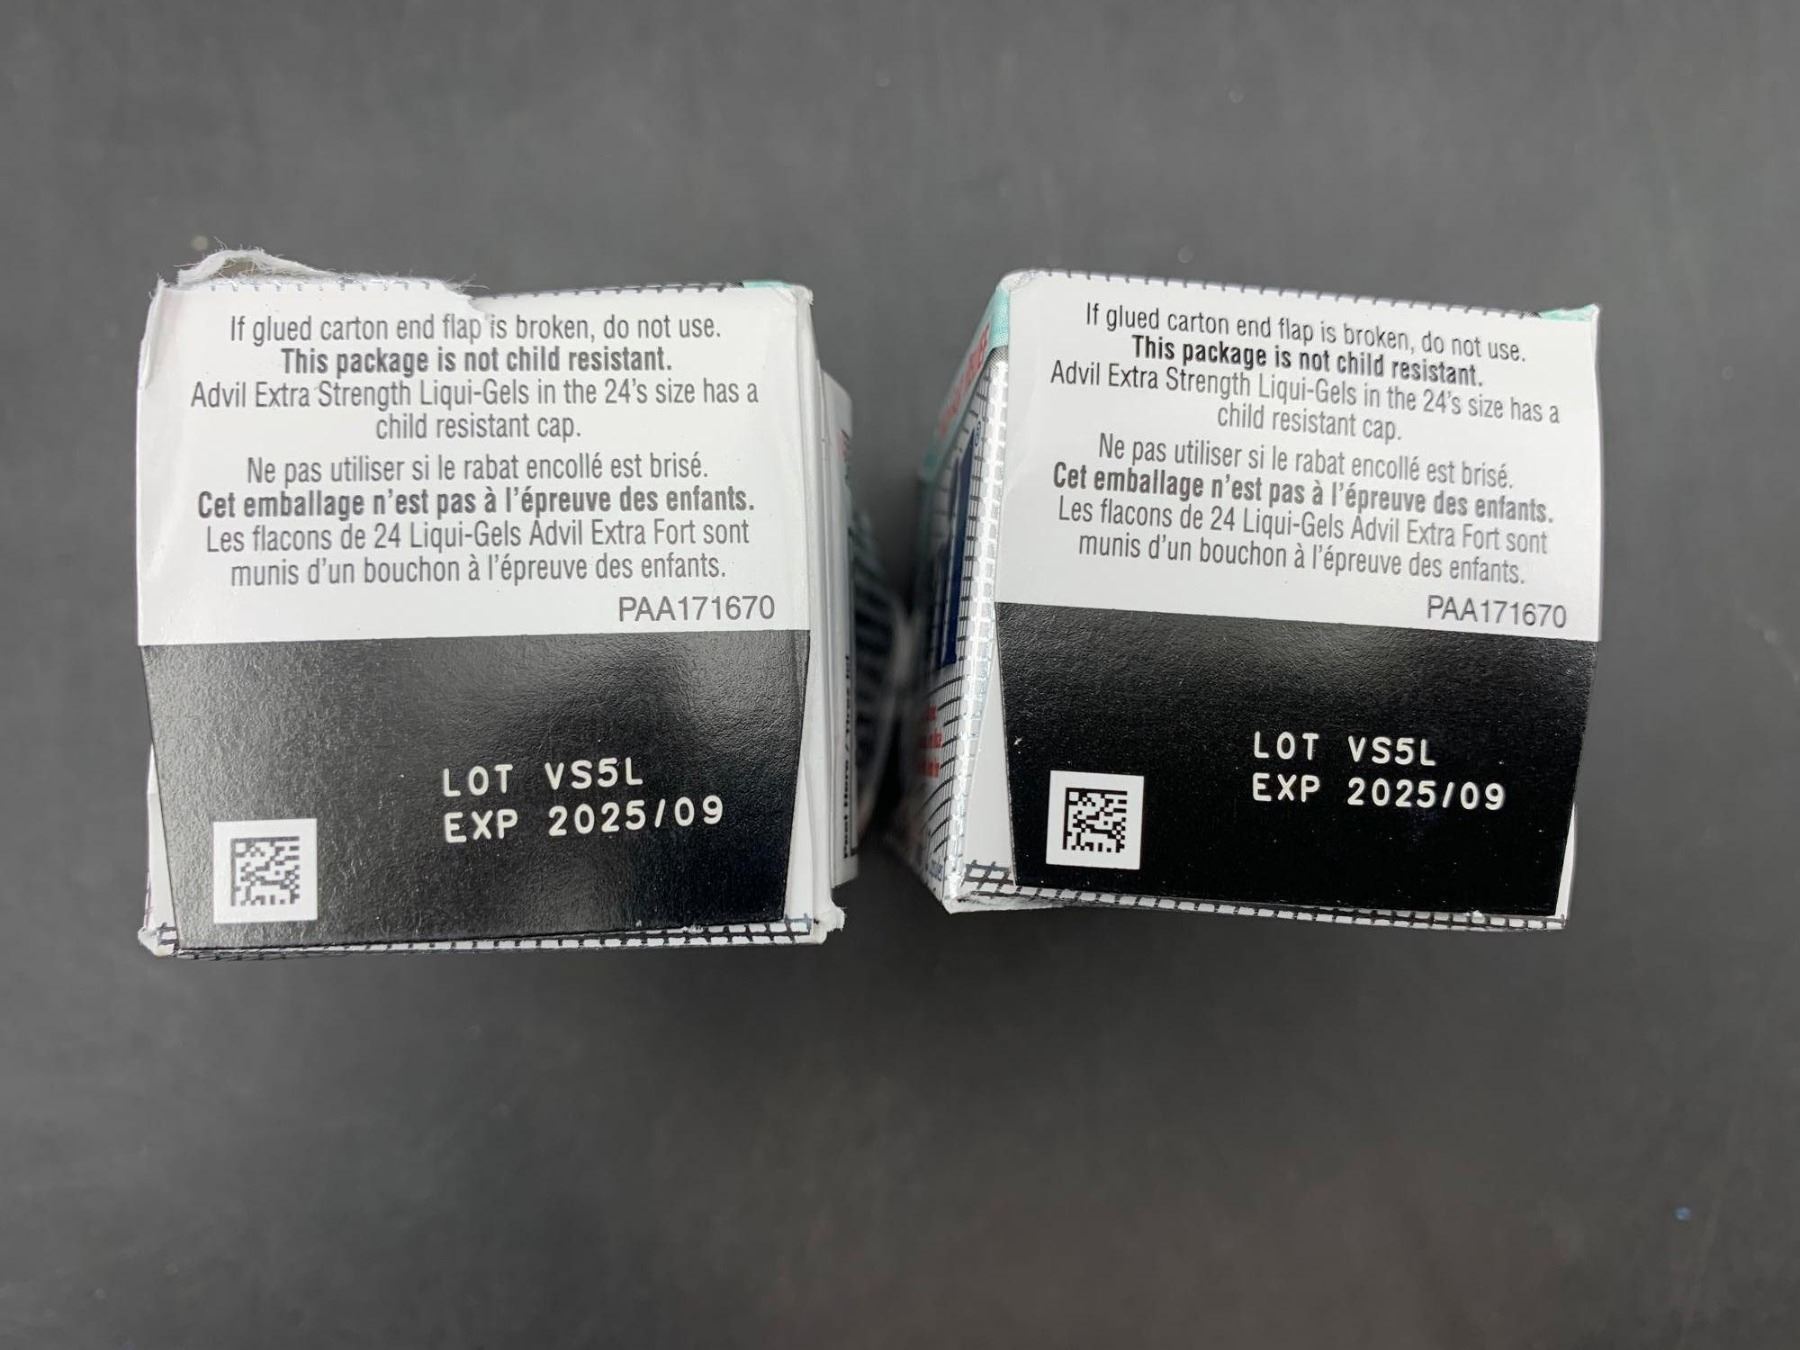 If glued carton end flap is broken, do not use.
This package is not child resistant.
Advil Extra Strength Liqui-Gels in the 24's size has a
child resistant cap.
Ne pas utiliser si le rabat encollé est brisé.
Cet emballage n'est pas à l'épreuve des enfants.
Les flacons de 24 Liqui-Gels Advil Extra Fort sont
munis d'un bouchon à l'épreuve des enfants.
PAA171670
LOT VS5L
EXP 2025/09
If glued carton end flap is broken, do not use.
This package is not child resistant.
Advil Extra Strength Liqui-Gels in the 24's size has a
child resistant cap.
Ne pas utiliser si le rabat encollé est brisé.
Cet emballage n'est pas à l'épreuve des enfants.
Les flacons de 24 Liqui-Gels Advil Extra Fort sont
munis d'un bouchon à l'épreuve des enfants.
PAA171670
LOT VS5L
EXP 2025/09